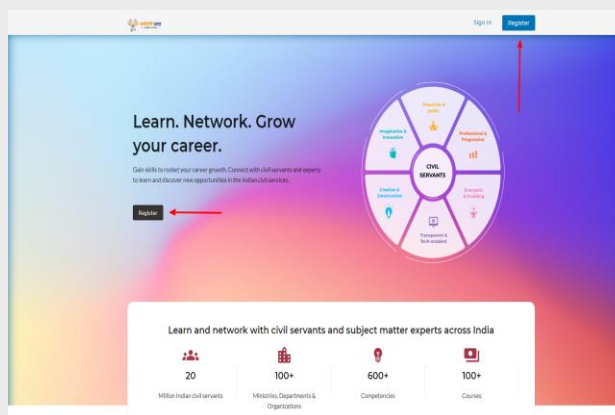 Sign in
Register
Learn. Network. Grow
your career.
Gain skills to rocket your career growth. Connect with civil servants and experts
to learn and discover new opportunities in the Indian civil services.
Register
Practical &
Imaginative &
Innovative
Professional &
Progressive
CIVIL
SERVANTS
Creative &
Constructive
Energetic
& Enabling
Transparent &
Tech-enabled
Learn and network with civil servants and subject matter experts across India
20
100+
600+
100+
Million Indian civil servants
Ministries, Departments &
Organizations
Competencies
Courses